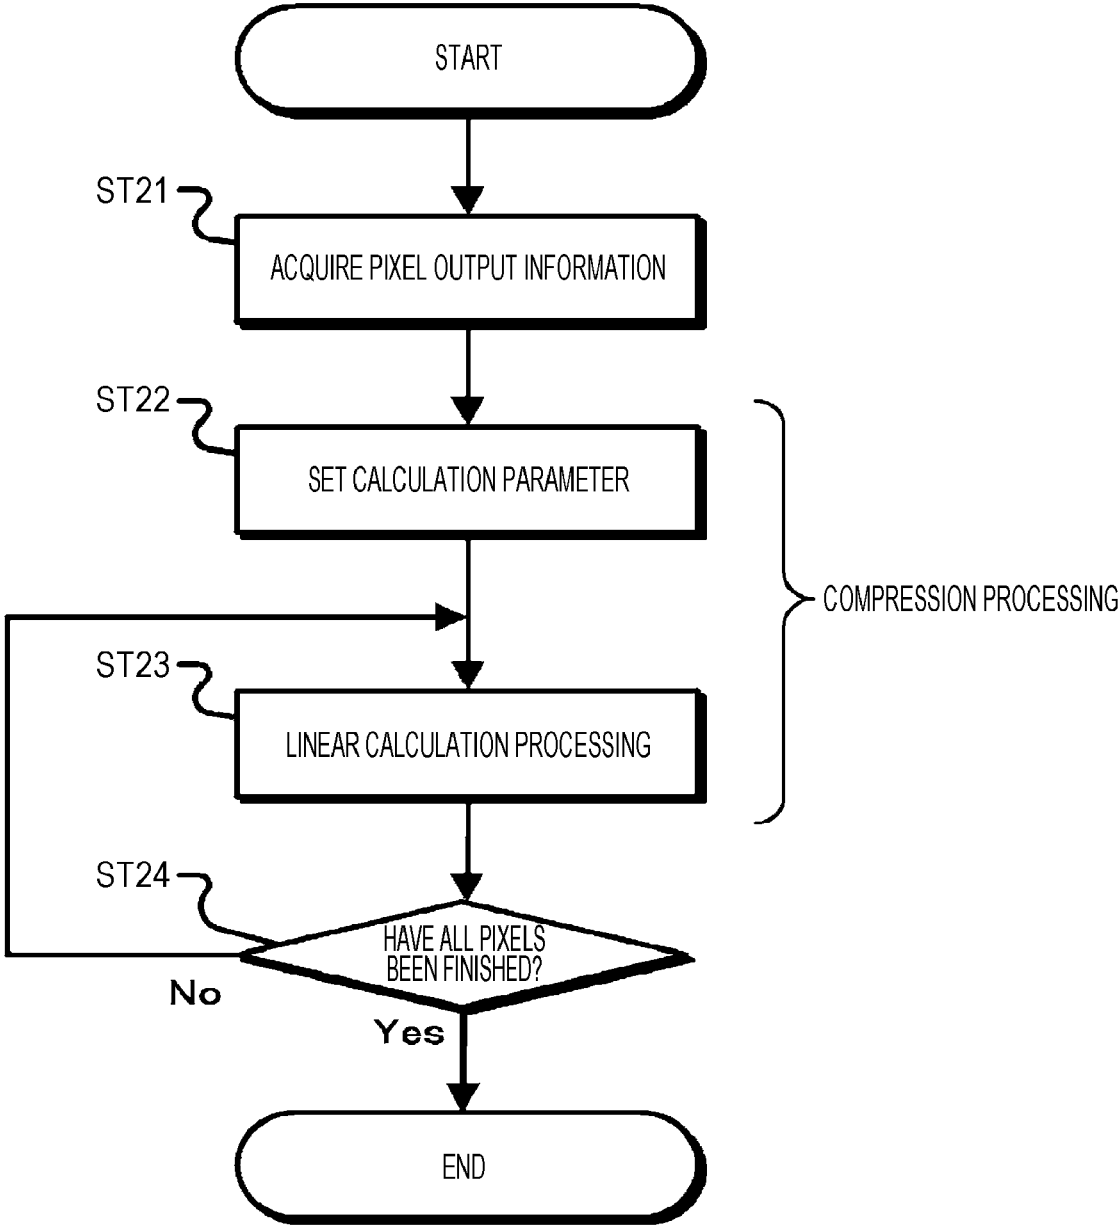 START
ST21
ACQUIRE PIXEL OUTPUT INFORMATION
ST22
SET CALCULATION PARAMETER
COMPRESSION PROCESSING
ST23
LINEAR CALCULATION PROCESSING
ST24
HAVE ALL PIXELS
BEEN FINISHED?
No
Yes
END